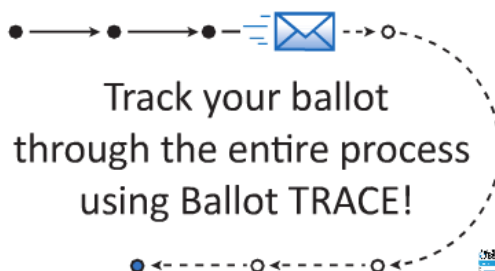 Track your ballot
through the entire process
using Ballot TRACE!